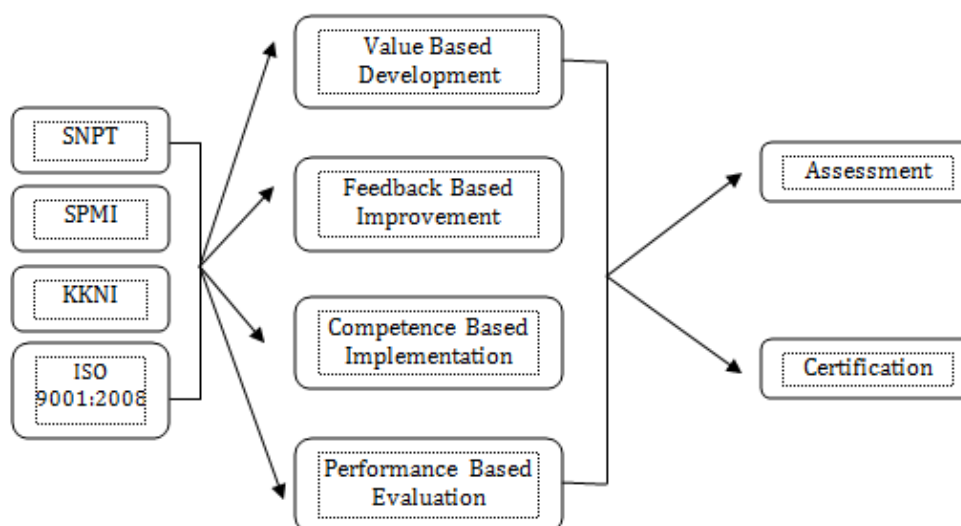 SNPT
SPMI
KKNI
ISO
9001:2008
Value Based
Development
Feedback Based
Improvement
Competence Based
Implementation
Performance Based
Evaluation
Assessment
Certification